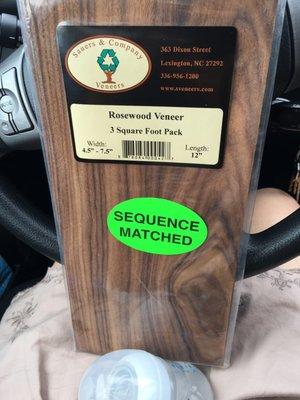 Sauers & Company
Veneers
363 Dixon Street
Lexington, NC 27292
336-956-1200
www.sveneers.com
Rosewood Veneer
3 Square Foot Pack
Width:
4.5" - 7.5"
Length:
12"
SEQUENCE
MATCHED